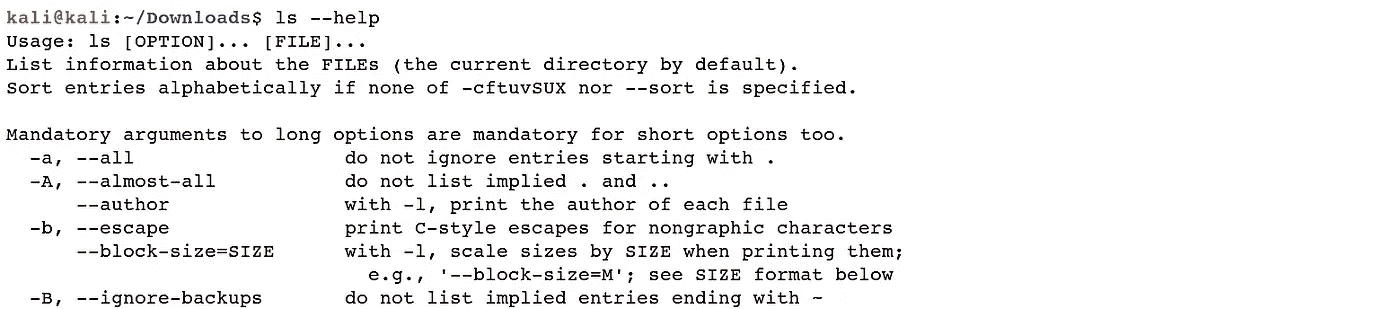 kali@kali:~/Downloads$ ls --help
Usage: ls [OPTION]... [FILE]...
List information about the FILEs (the current directory by default).
Sort entries alphabetically if none of -cftuvSUX nor --sort is specified.

Mandatory arguments to long options are mandatory for short options too.
  -a, --all                  do not ignore entries starting with .
  -A, --almost-all           do not list implied . and ..
      --author               with -l, print the author of each file
  -b, --escape               print C-style escapes for nongraphic characters
      --block-size=SIZE      with -l, scale sizes by SIZE when printing them;
                               e.g., '--block-size=M'; see SIZE format below
  -B, --ignore-backups       do not list implied entries ending with ~